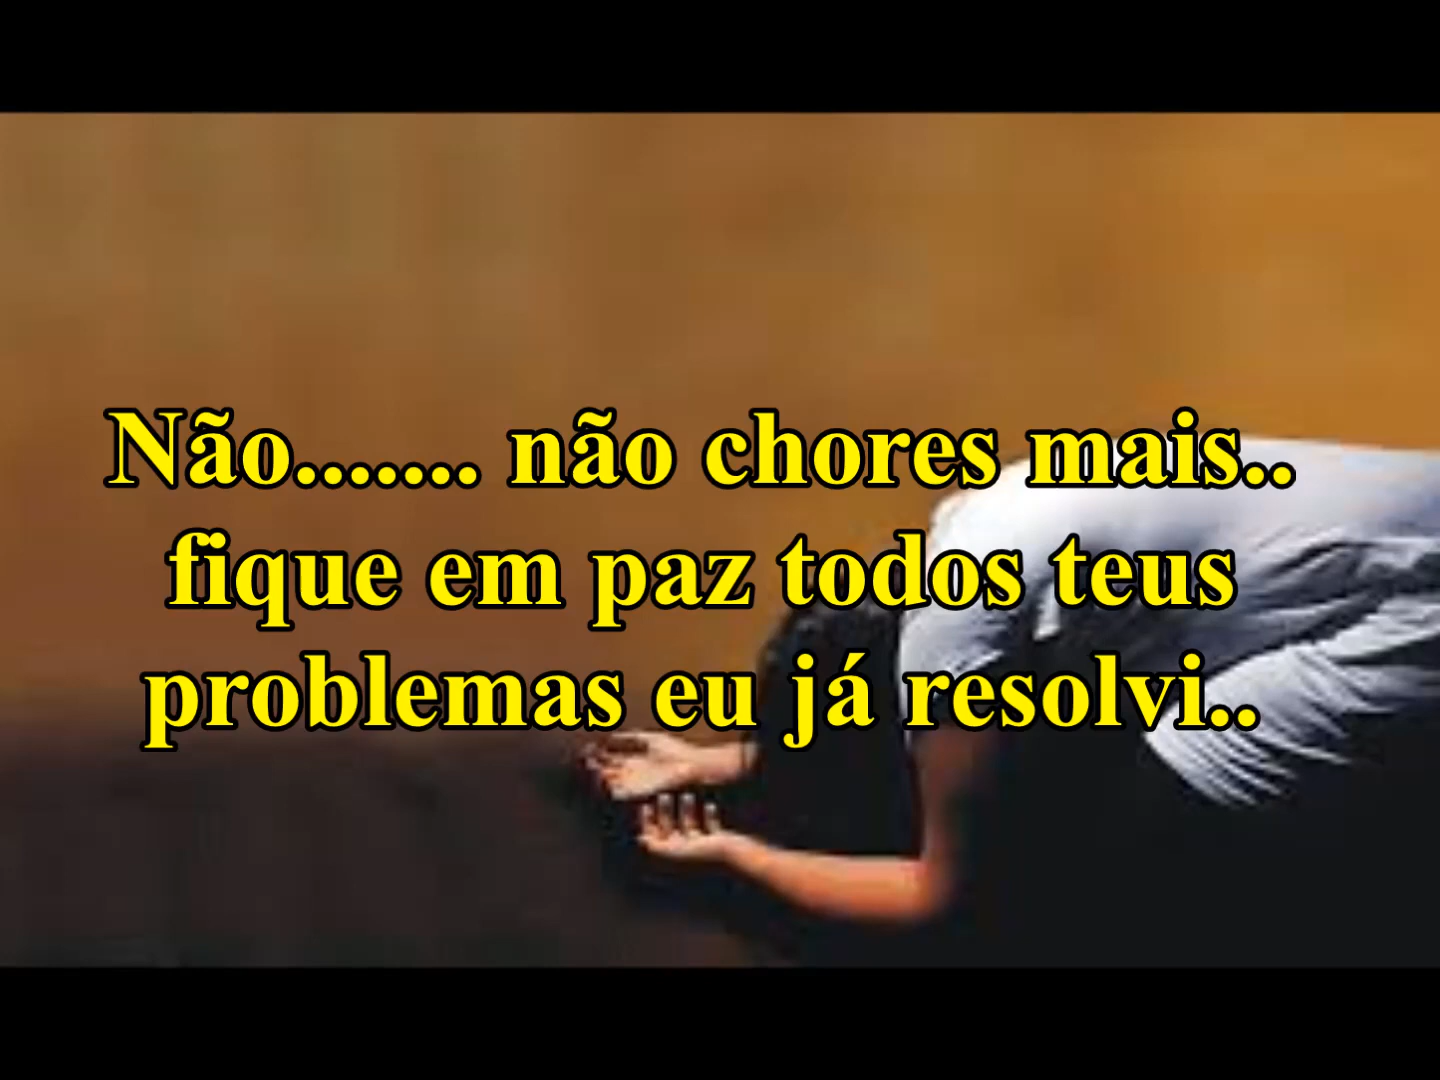 Não....... não chores mais..
fique em paz todos teus
problemas eu já resolvi..